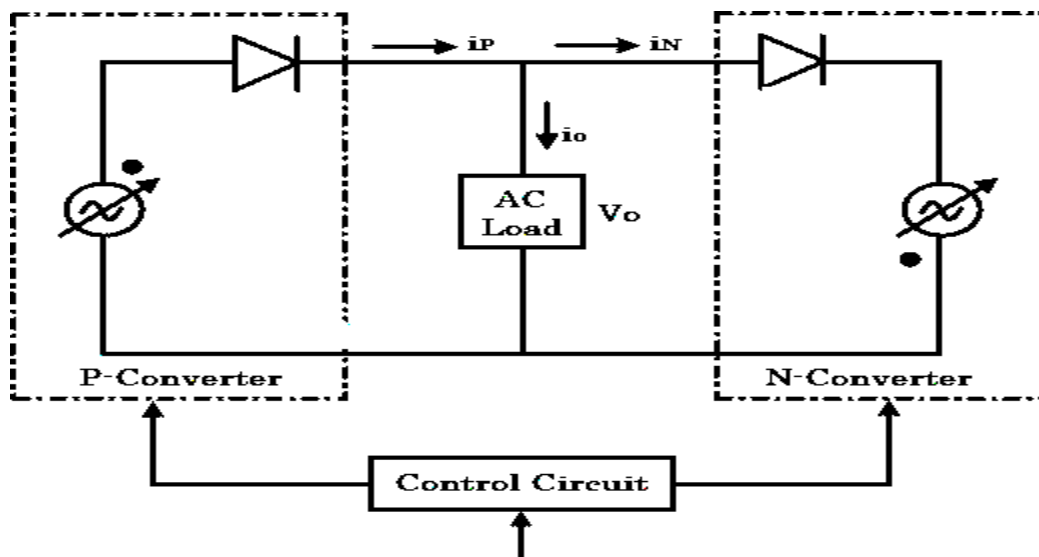 iP
iN
io
AC
Load
Vo
P-Converter
N-Converter
Control Circuit